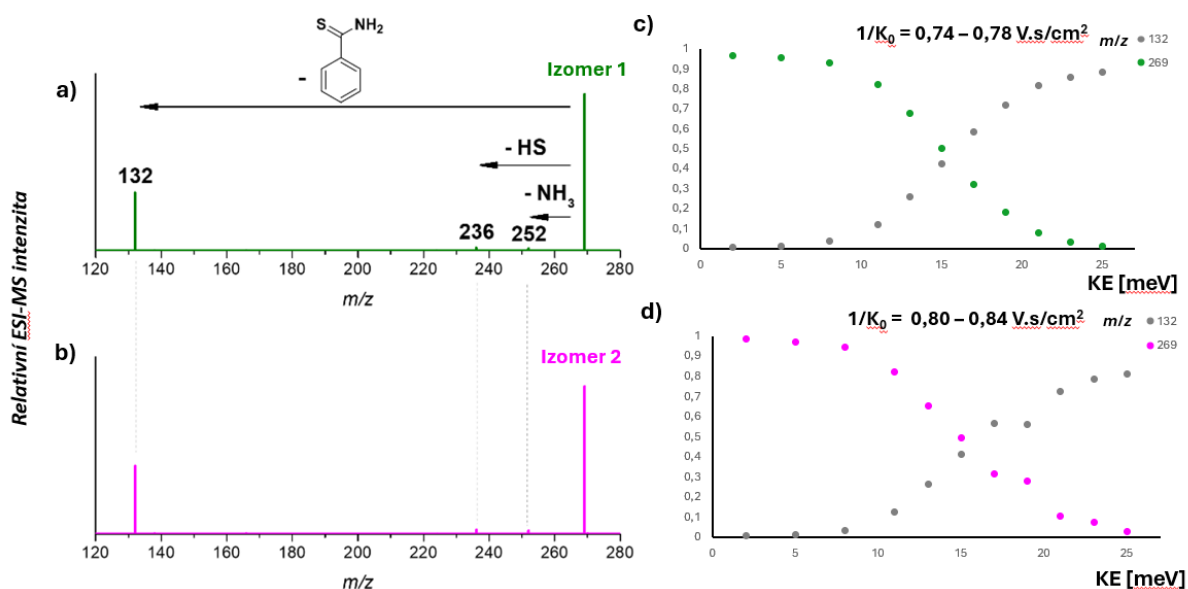 a)
S
NH₂
-
Izomer 1
- HS
- NH₃
132
236
252
120 140 160 180 200 220 240 260 280
m/z
Relativní ESI-MS intenzita
b)
Izomer 2
120 140 160 180 200 220 240 260 280
m/z
c)
1/K₀ = 0,74 – 0,78 V.s/cm²
m/z
132
269
1
0,9
0,8
0,7
0,6
0,5
0,4
0,3
0,2
0,1
0
0 5 10 15 20 25
KE [meV]
d)
1/K₀ = 0,80 – 0,84 V.s/cm²
m/z
132
269
1
0,9
0,8
0,7
0,6
0,5
0,4
0,3
0,2
0,1
0
0 5 10 15 20 25
KE [meV]